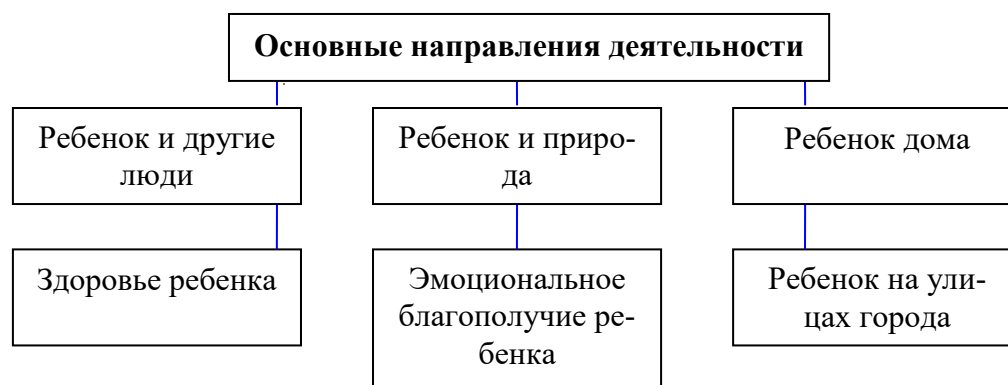 Основные направления деятельности
Ребенок и другие
люди
Ребенок и приро-
да
Ребенок дома
Здоровье ребенка
Эмоциональное
благополучие ре-
бенка
Ребенок на ули-
цах города